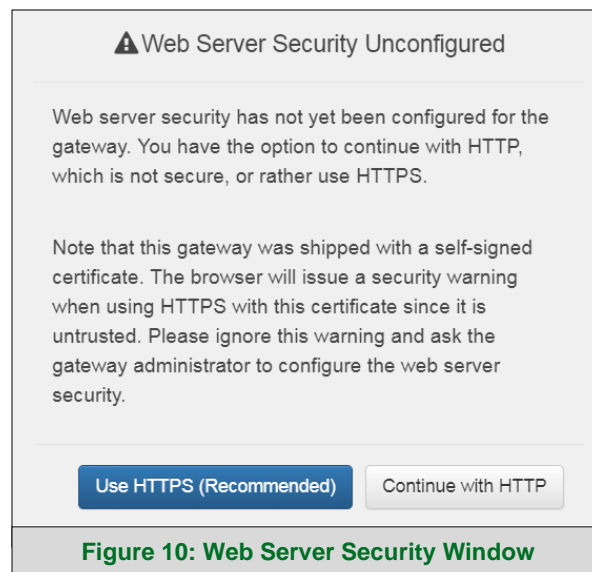 Web Server Security Unconfigured
Web server security has not yet been configured for the
gateway. You have the option to continue with HTTP,
which is not secure, or rather use HTTPS.
Note that this gateway was shipped with a self-signed
certificate. The browser will issue a security warning
when using HTTPS with this certificate since it is
untrusted. Please ignore this warning and ask the
gateway administrator to configure the web server
security.
Use HTTPS (Recommended)
Continue with HTTP
Figure 10: Web Server Security Window